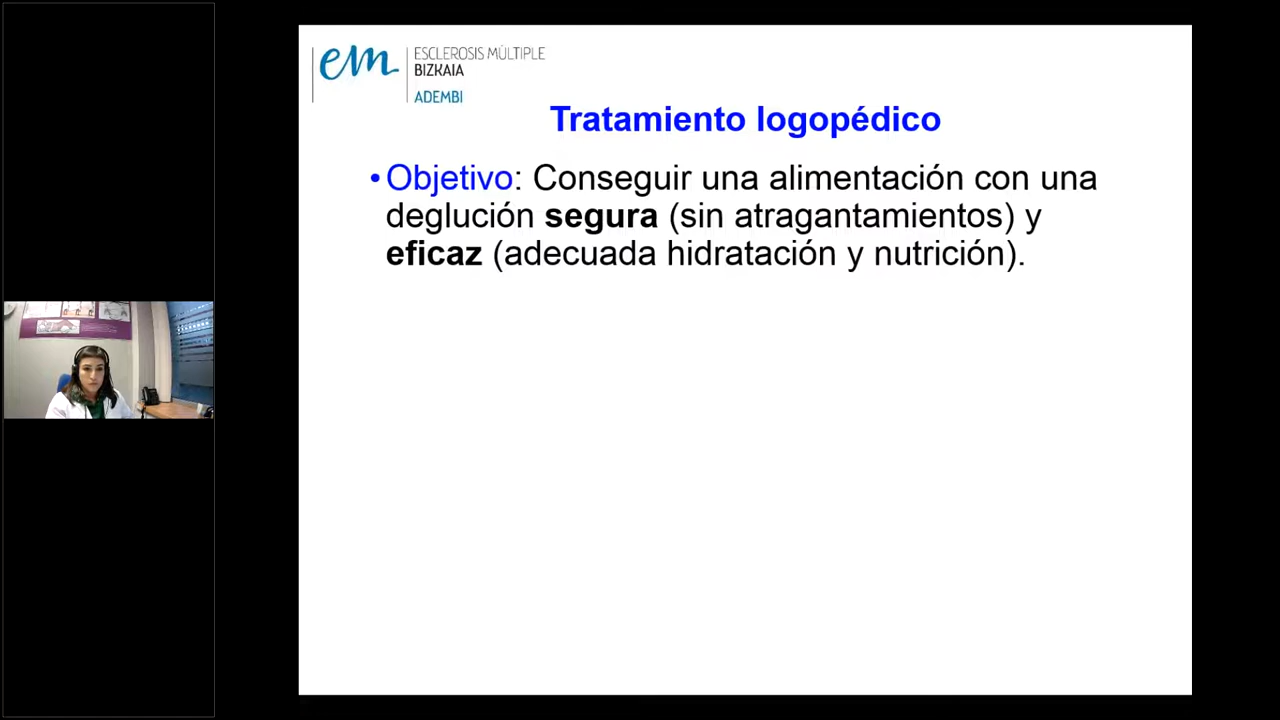 em
ESCLEROSIS MÚLTIPLE
BIZKAIA
ADEMBI
Tratamiento logopédico
•Objetivo: Conseguir una alimentación con una
deglución segura (sin atragantamientos) y
eficaz (adecuada hidratación y nutrición).